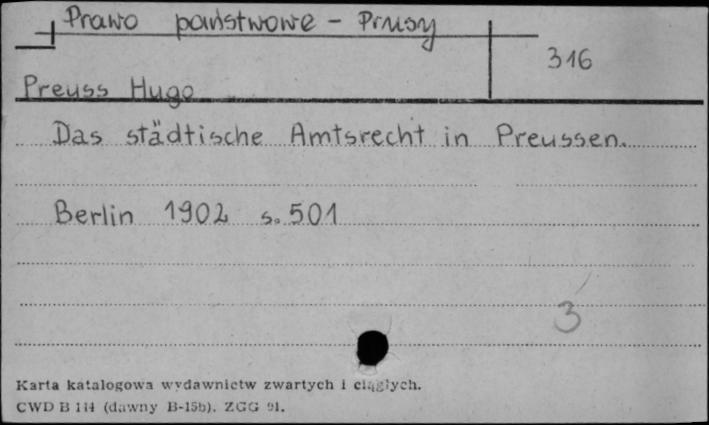 Prawo państwowe - Prusy
316
Preuss Hugo
Das städtische Amtsrecht in Preussen.
Berlin 1902 s. 501
3
Karta katalogowa wydawnictw zwartych i ciągłych.
CWD B 114 (dawny B-15b). ZGG 91.